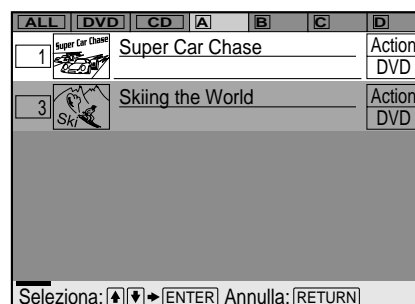 ALL DVD CD A B C D
1 Super Car Chase Super Car Chase Action
DVD
3 Ski Skiing the World Action
DVD
Seleziona: ENTER Annulla: RETURN